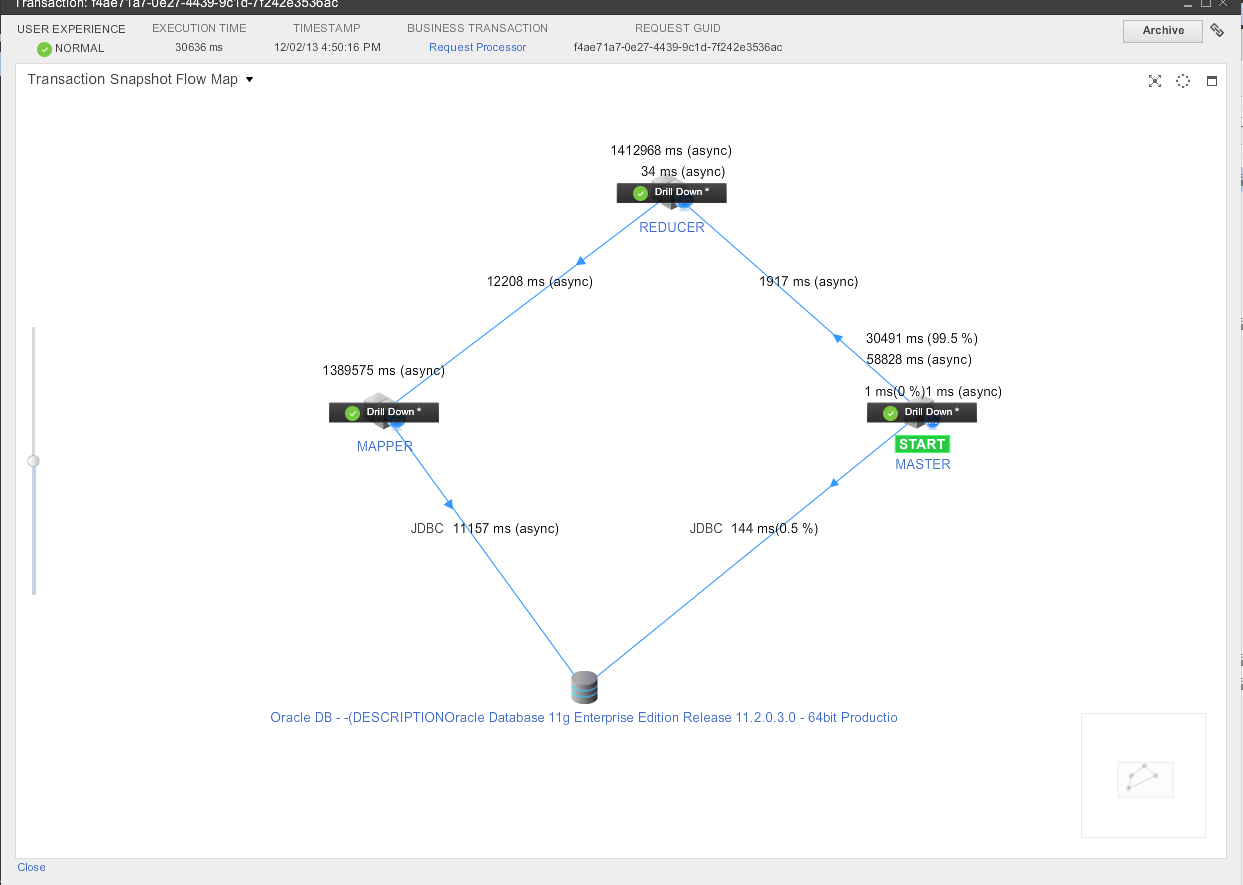 Transaction: f4ae71a7-0e27-4439-9c1d-7f242e3536ac
USER EXPERIENCE
NORMAL
EXECUTION TIME
30636 ms
TIMESTAMP
12/02/13 4:50:16 PM
BUSINESS TRANSACTION
Request Processor
REQUEST GUID
f4ae71a7-0e27-4439-9c1d-7f242e3536ac
Archive
Transaction Snapshot Flow Map
1412968 ms (async)
34 ms (async)
Drill Down *
REDUCER
12208 ms (async)
1917 ms (async)
30491 ms (99.5 %)
58828 ms (async)
1389575 ms (async)
1 ms(0 %)1 ms (async)
Drill Down *
Drill Down *
MAPPER
START
MASTER
JDBC 11157 ms (async)
JDBC 144 ms(0.5 %)
Oracle DB - -(DESCRIPTIONOracle Database 11g Enterprise Edition Release 11.2.0.3.0 - 64bit Productio
Close